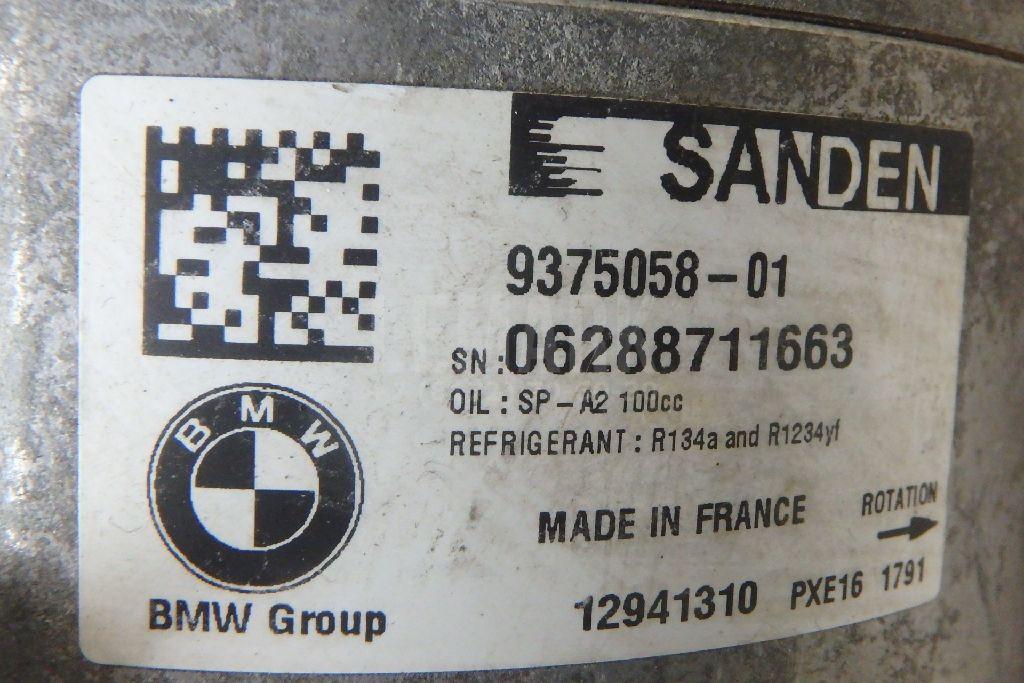 SANDEN
9375058-01
SN:06288711663
OIL : SP-A2 100cc
REFRIGERANT : R134a and R1234yf
BMW
BMW Group
MADE IN FRANCE
ROTATION
12941310 PXE16 1791